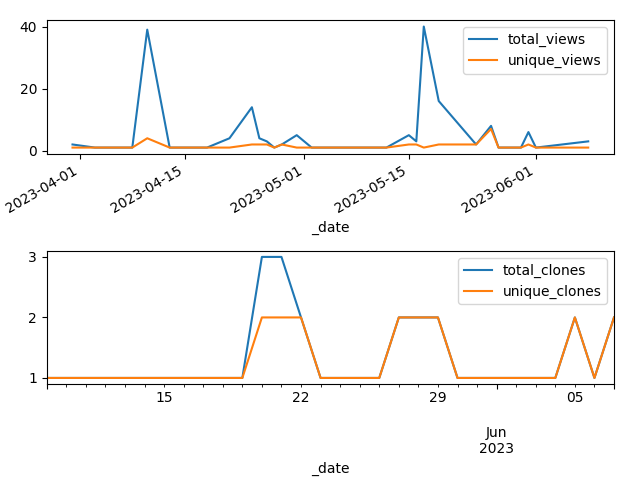 40
20
0
total_views
unique_views
2023-04-01
2023-04-15
2023-05-01
2023-05-15
2023-06-01
_date
3
2
1
total_clones
unique_clones
15
22
29
05
Jun
2023
_date